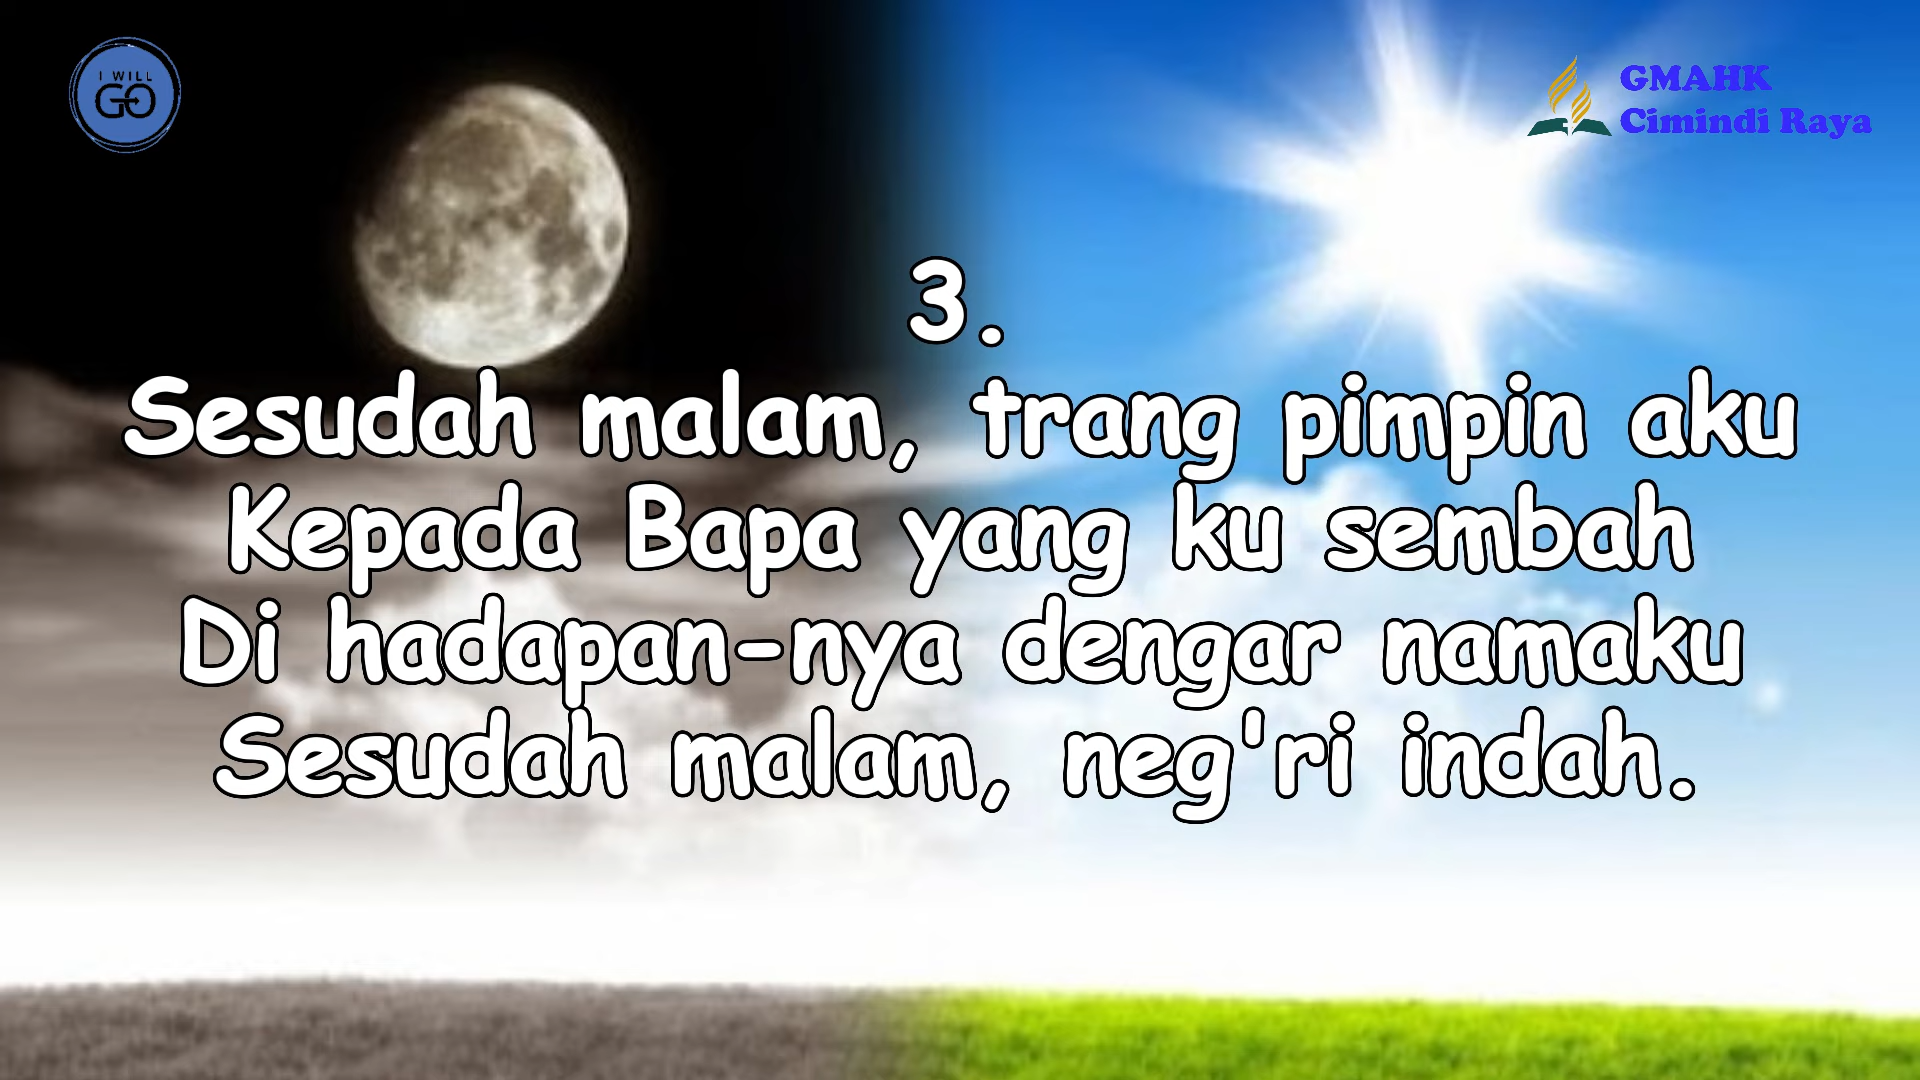 I WILL
GO
GMAHK
Cimindi Raya
3.
Sesudah malam, trang pimpin aku
Kepada Bapa yang ku sembah
Di hadapan-nya dengar namaku
Sesudah malam, neg'ri indah.